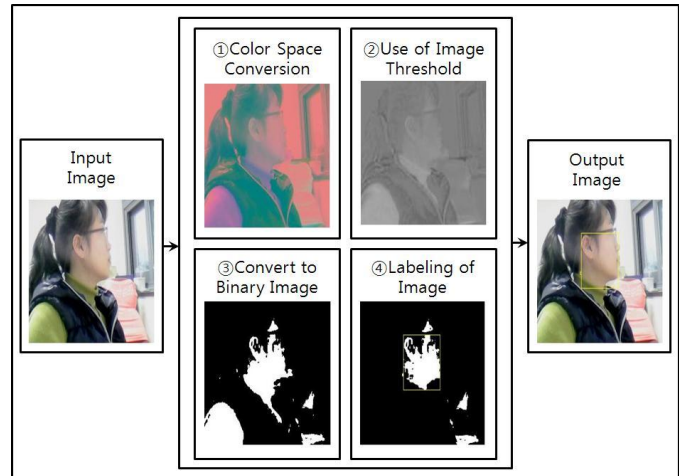 Input
Image
①Color Space
Conversion
②Use of Image
Threshold
③Convert to
Binary Image
④Labeling of
Image
Output
Image